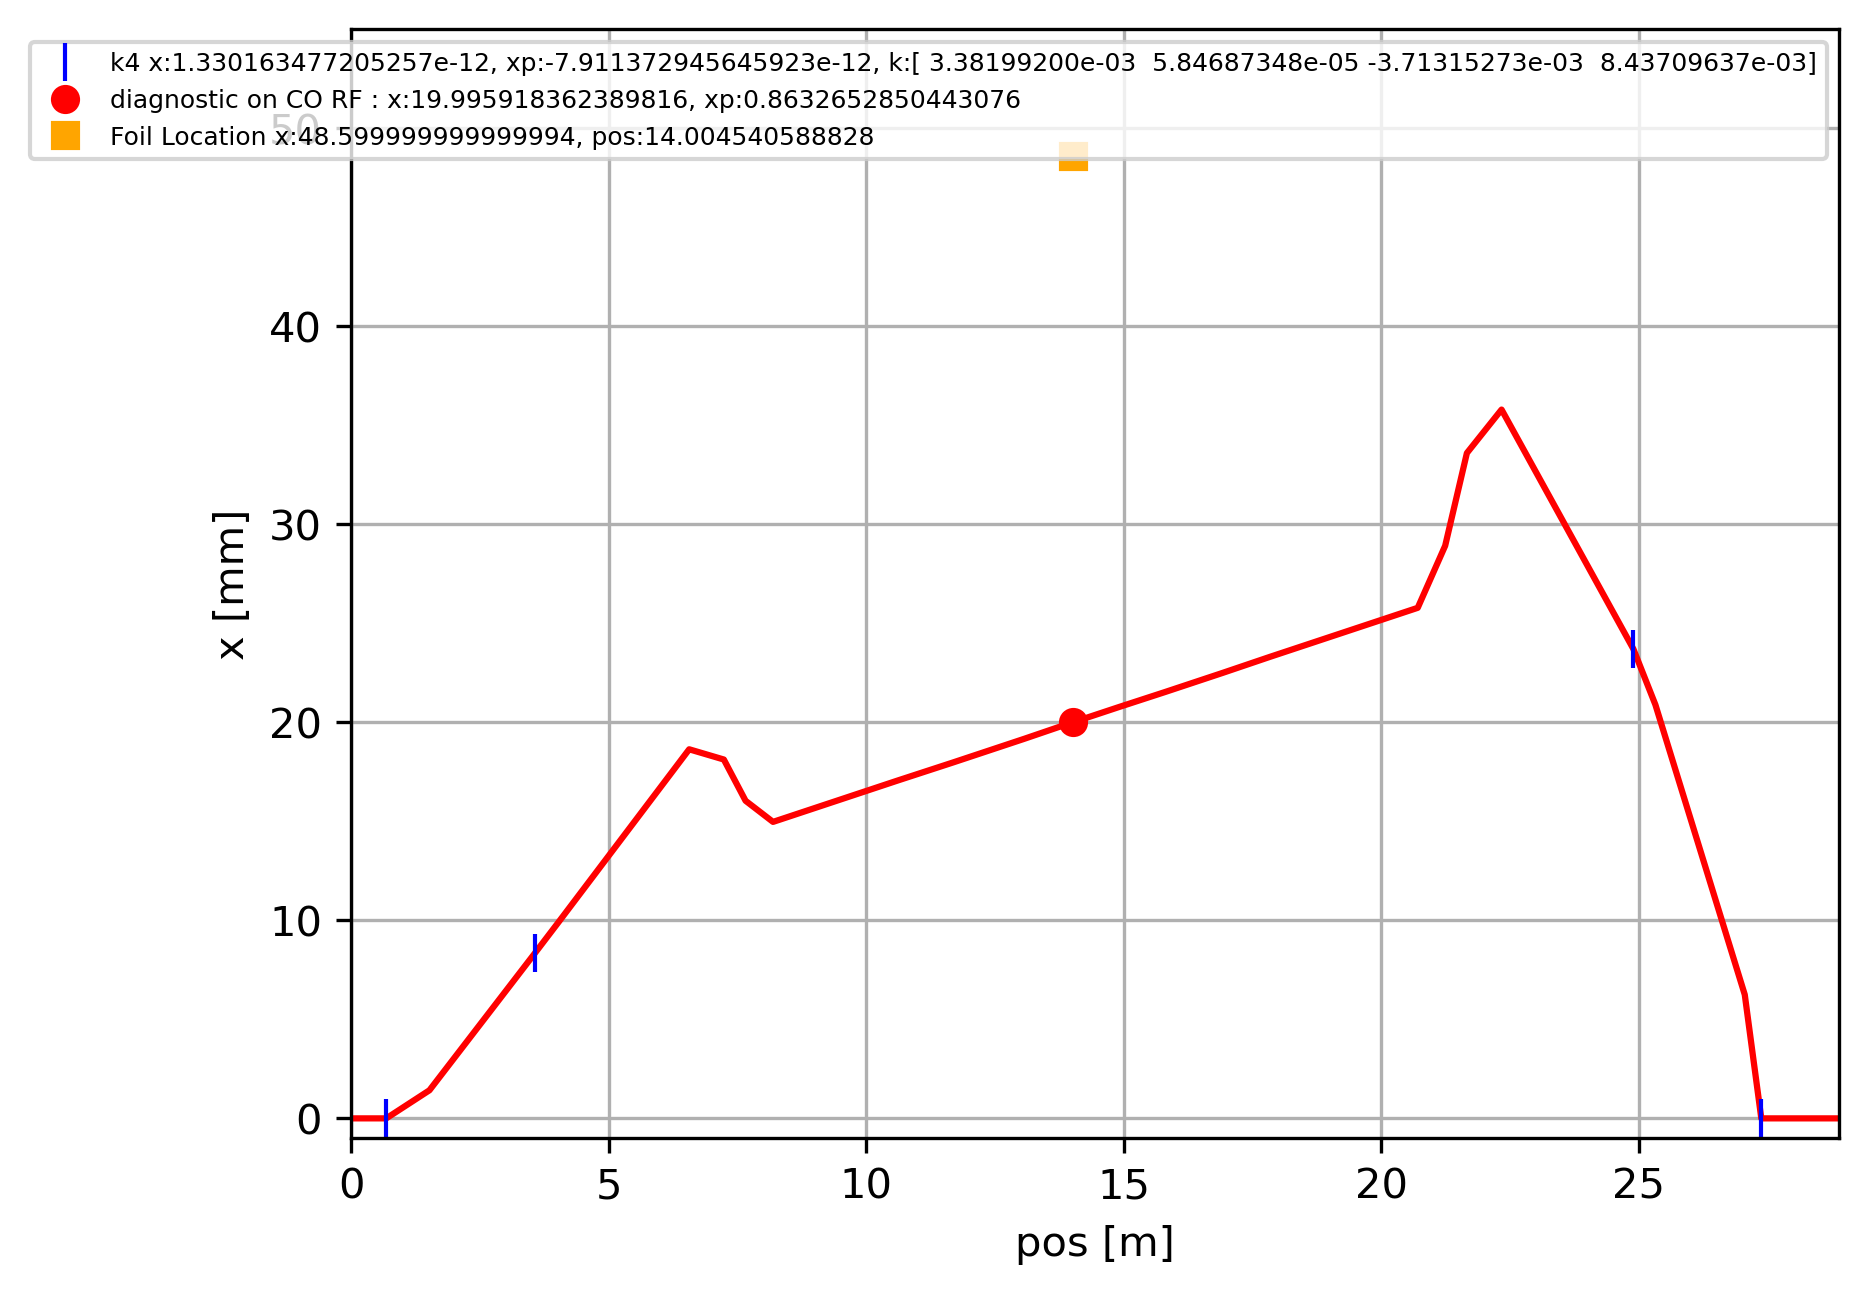 k4 x:1.330163477205257e-12, xp:-7.911372945645923e-12, k:[ 3.38199200e-03  5.84687348e-05 -3.71315273e-03  8.43709637e-03]
diagnostic on CO RF : x:19.995918362389816, xp:0.8632652850443076
Foil Location x:48.599999999999994, pos:14.004540588828
50
40
30
20
10
0
x [mm]
0 5 10 15 20 25
pos [m]